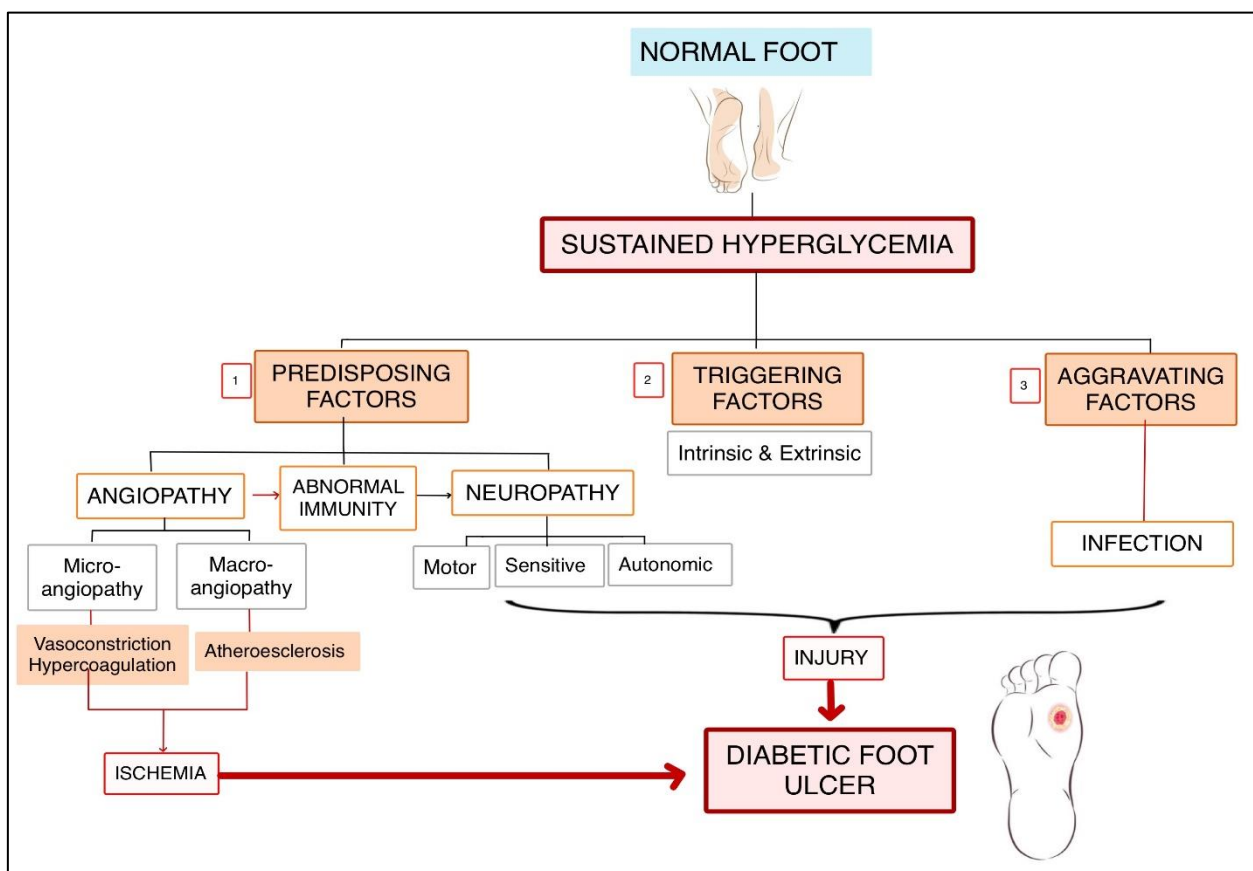 NORMAL FOOT
SUSTAINED HYPERGLYCEMIA
1
PREDISPOSING
FACTORS
2
TRIGGERING
FACTORS
3
AGGRAVATING
FACTORS
Intrinsic & Extrinsic
ANGIOPATHY
ABNORMAL
IMMUNITY
NEUROPATHY
INFECTION
Micro-
angiopathy
Macro-
angiopathy
Motor
Sensitive
Autonomic
Vasoconstriction
Hypercoagulation
Atheroesclerosis
INJURY
ISCHEMIA
DIABETIC FOOT
ULCER